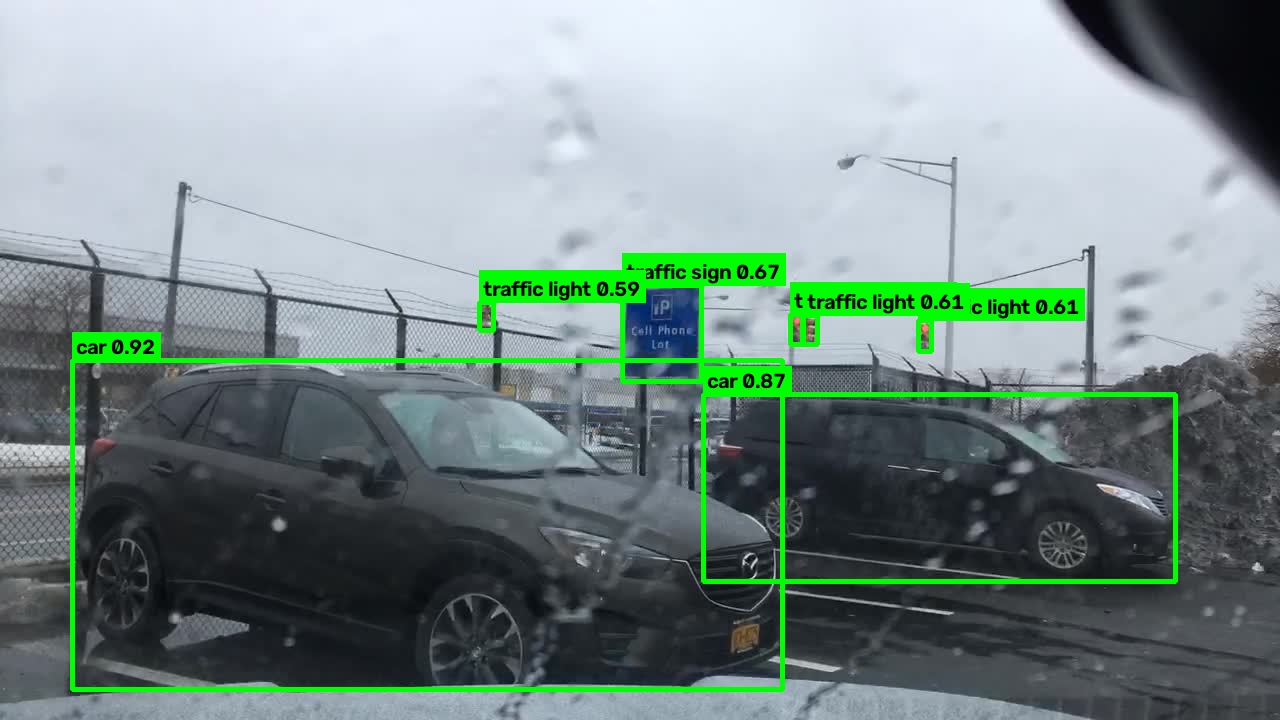 traffic sign 0.67
traffic light 0.59
t traffic light 0.61
c light 0.61
P
Cell Phone
Lot
car 0.92
car 0.87